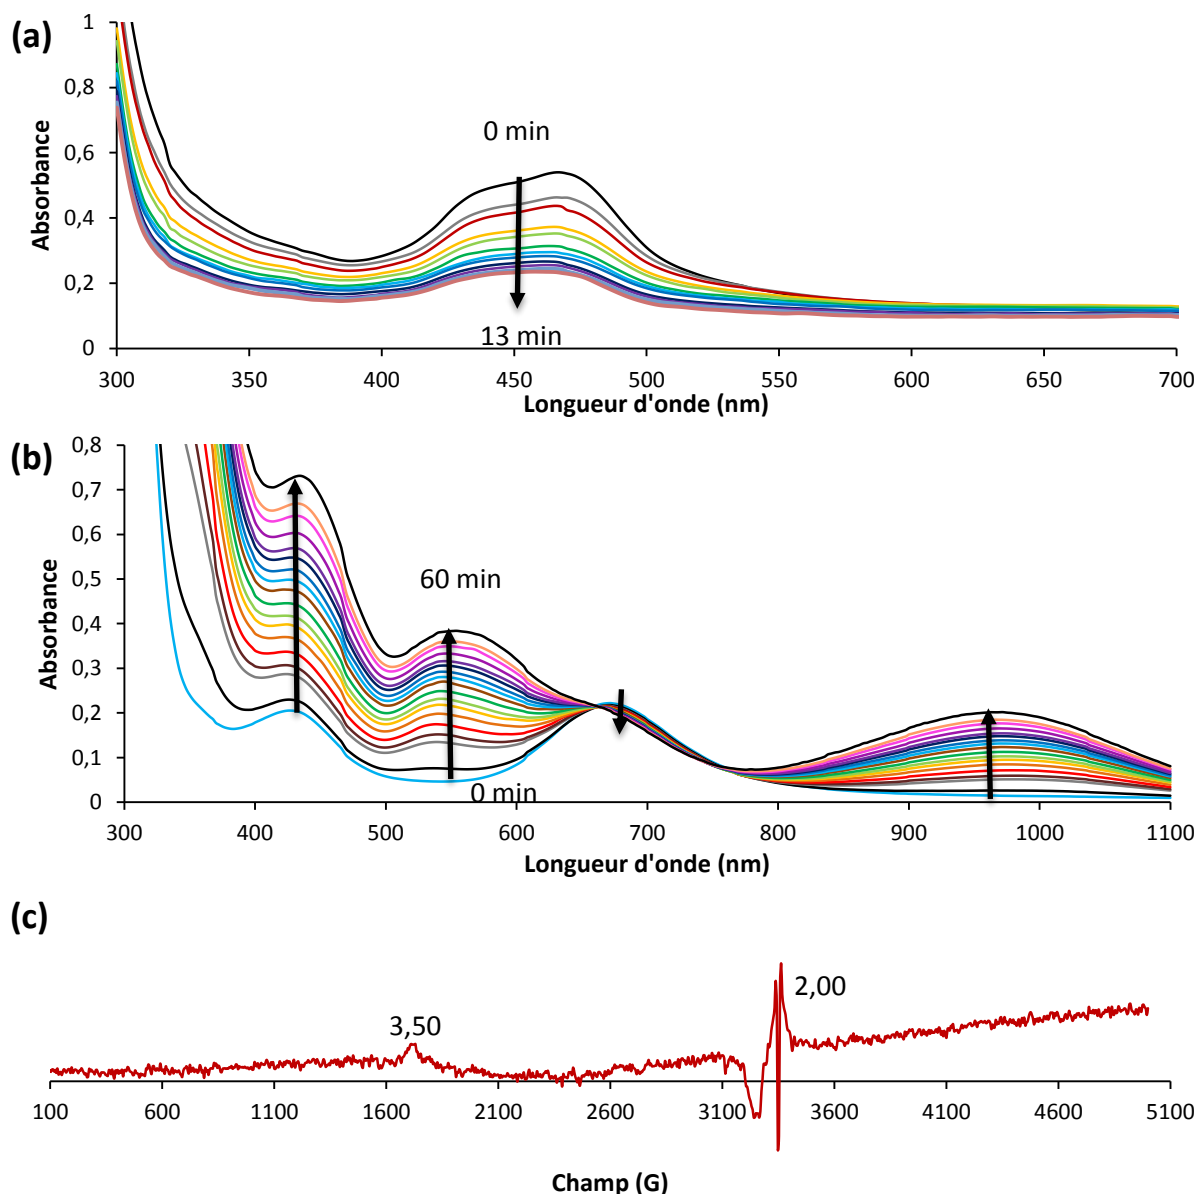 (a)
1
0,8
0,6
0,4
0,2
0
Absorbance
0 min
13 min
300 350 400 450 500 550 600 650 700
Longueur d'onde (nm)
(b)
0,8
0,7
0,6
0,5
0,4
0,3
0,2
0,1
0
Absorbance
60 min
0 min
300 400 500 600 700 800 900 1000 1100
Longueur d'onde (nm)
(c)
3,50
2,00
100 600 1100 1600 2100 2600 3100 3600 4100 4600 5100
Champ (G)